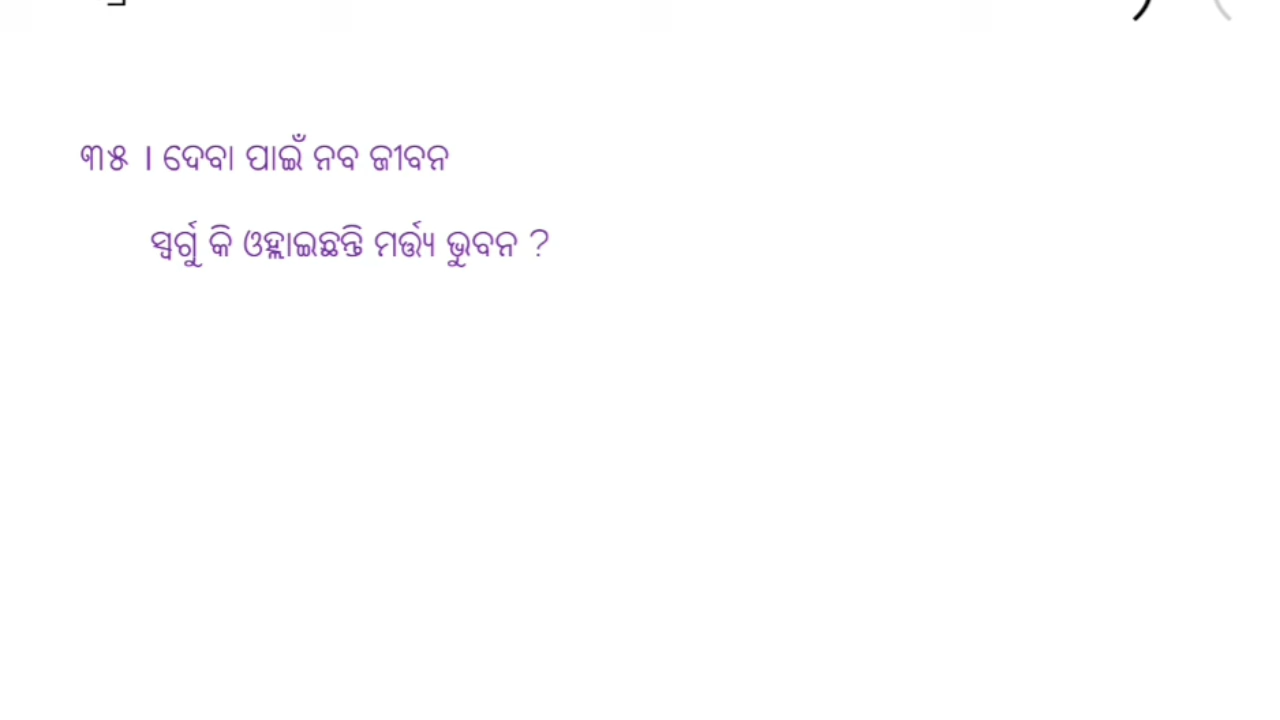 ୩୫ । ଦେବା ପାଇଁ ନବ ଜୀବନ
ସ୍ୱର୍ଗୁ କି ଓହ୍ଲାଇଛନ୍ତି ମର୍ତ୍ତ୍ୟ ଭୁବନ ?